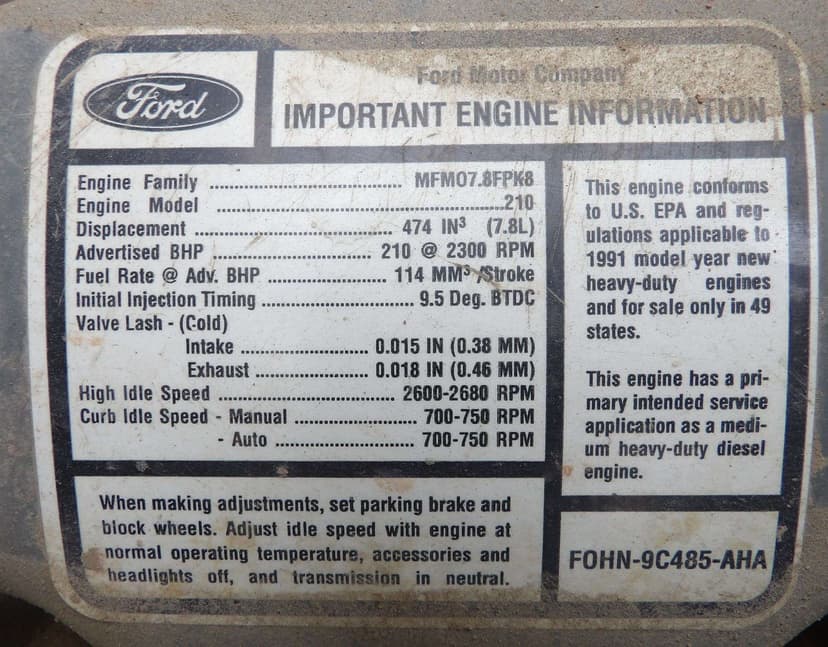 Ford
Ford Motor Company
IMPORTANT ENGINE INFORMATION
Engine Family ................................ MFM07.8FPK8
Engine Model ................................ 210
Displacement ................................ 474 IN³ (7.8L)
Advertised BHP ........................ 210 @ 2300 RPM
Fuel Rate @ Adv. BHP .................. 114 MM³/Stroke
Initial Injection Timing ........................ 9.5 Deg. BTDC
Valve Lash - (Cold)
Intake ...................... 0.015 IN (0.38 MM)
Exhaust .................... 0.018 IN (0.46 MM)
High Idle Speed .............................. 2600-2680 RPM
Curb Idle Speed - Manual .................... 700-750 RPM
- Auto ........................ 700-750 RPM
This engine conforms
to U.S. EPA and reg-
ulations applicable to
1991 model year new
heavy-duty engines
and for sale only in 49
states.
This engine has a pri-
mary intended service
application as a medi-
um heavy-duty diesel
engine.
When making adjustments, set parking brake and
block wheels. Adjust idle speed with engine at
normal operating temperature, accessories and
headlights off, and transmission in neutral.
FOHN-9C485-AHA